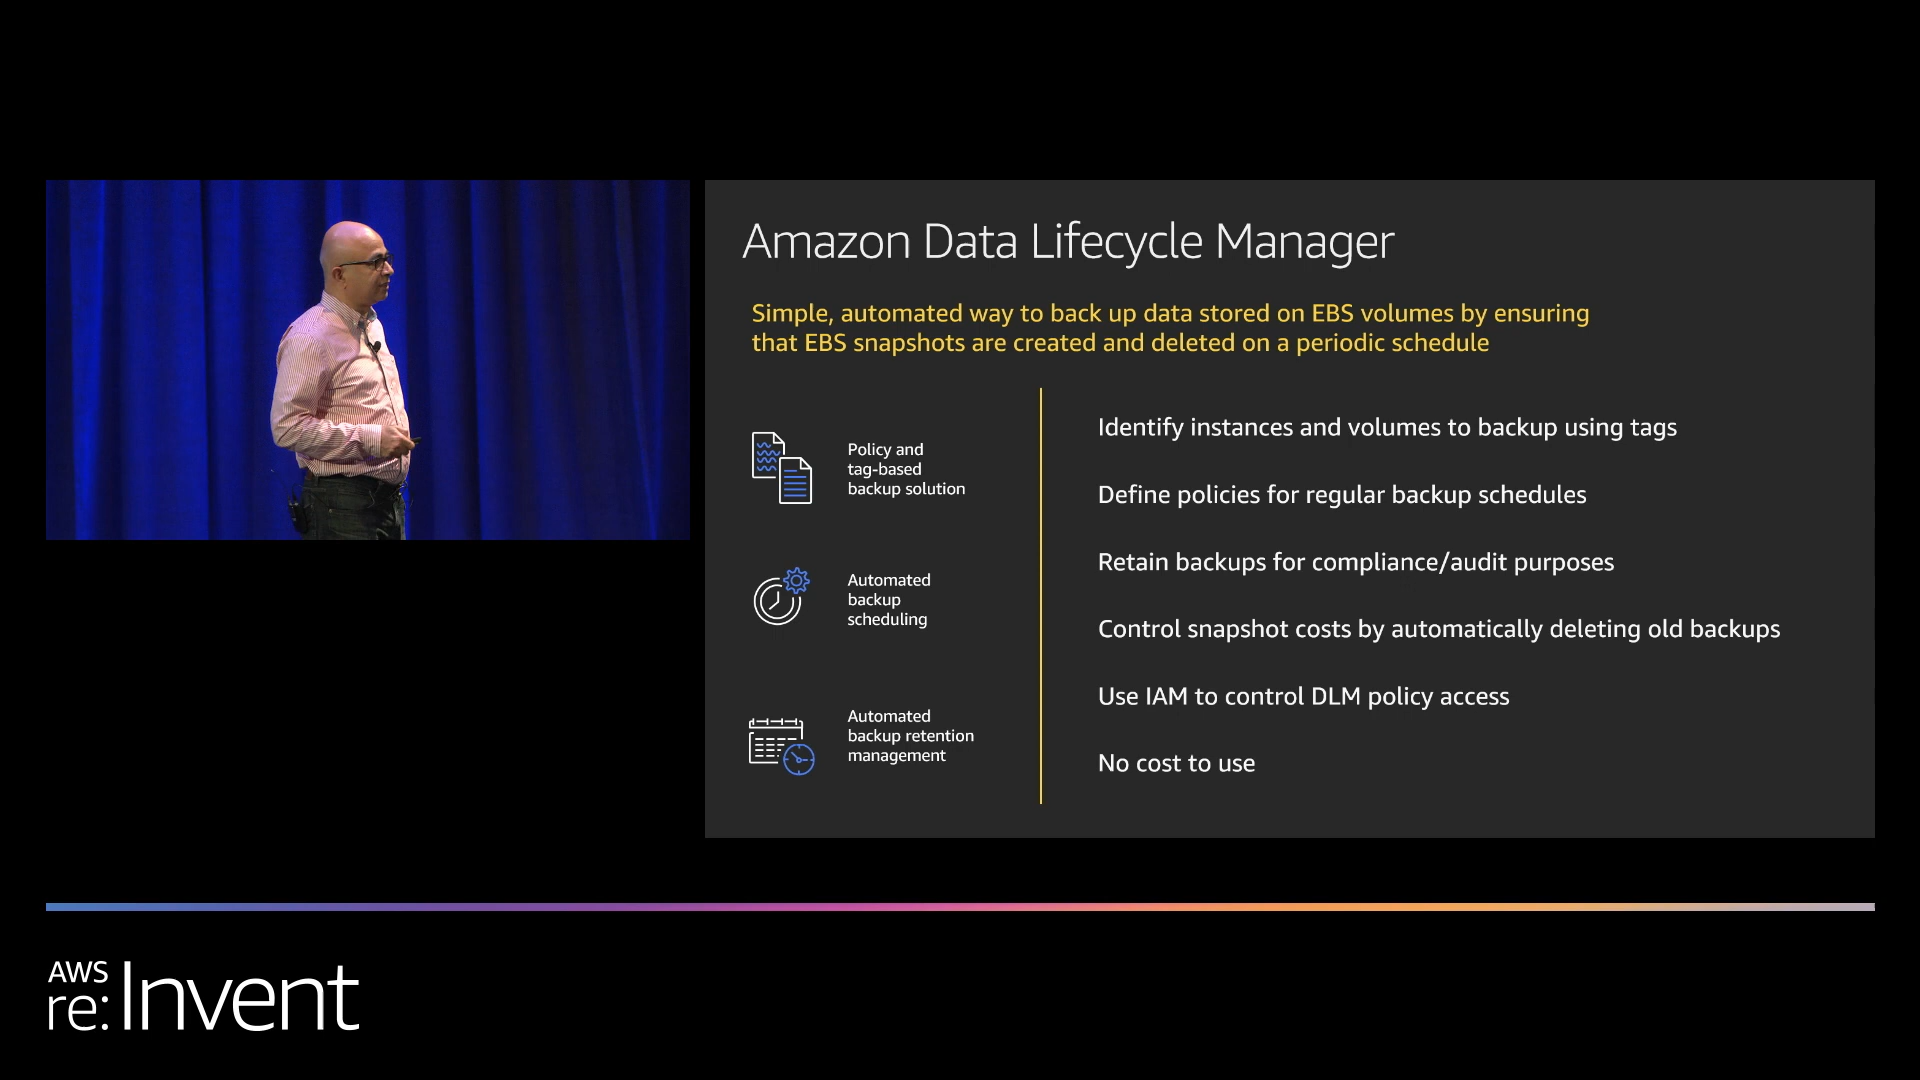 Amazon Data Lifecycle Manager
Simple, automated way to back up data stored on EBS volumes by ensuring
that EBS snapshots are created and deleted on a periodic schedule
Policy and
tag-based
backup solution
Automated
backup
scheduling
Automated
backup retention
management
Identify instances and volumes to backup using tags
Define policies for regular backup schedules
Retain backups for compliance/audit purposes
Control snapshot costs by automatically deleting old backups
Use IAM to control DLM policy access
No cost to use
AWS
re:Invent